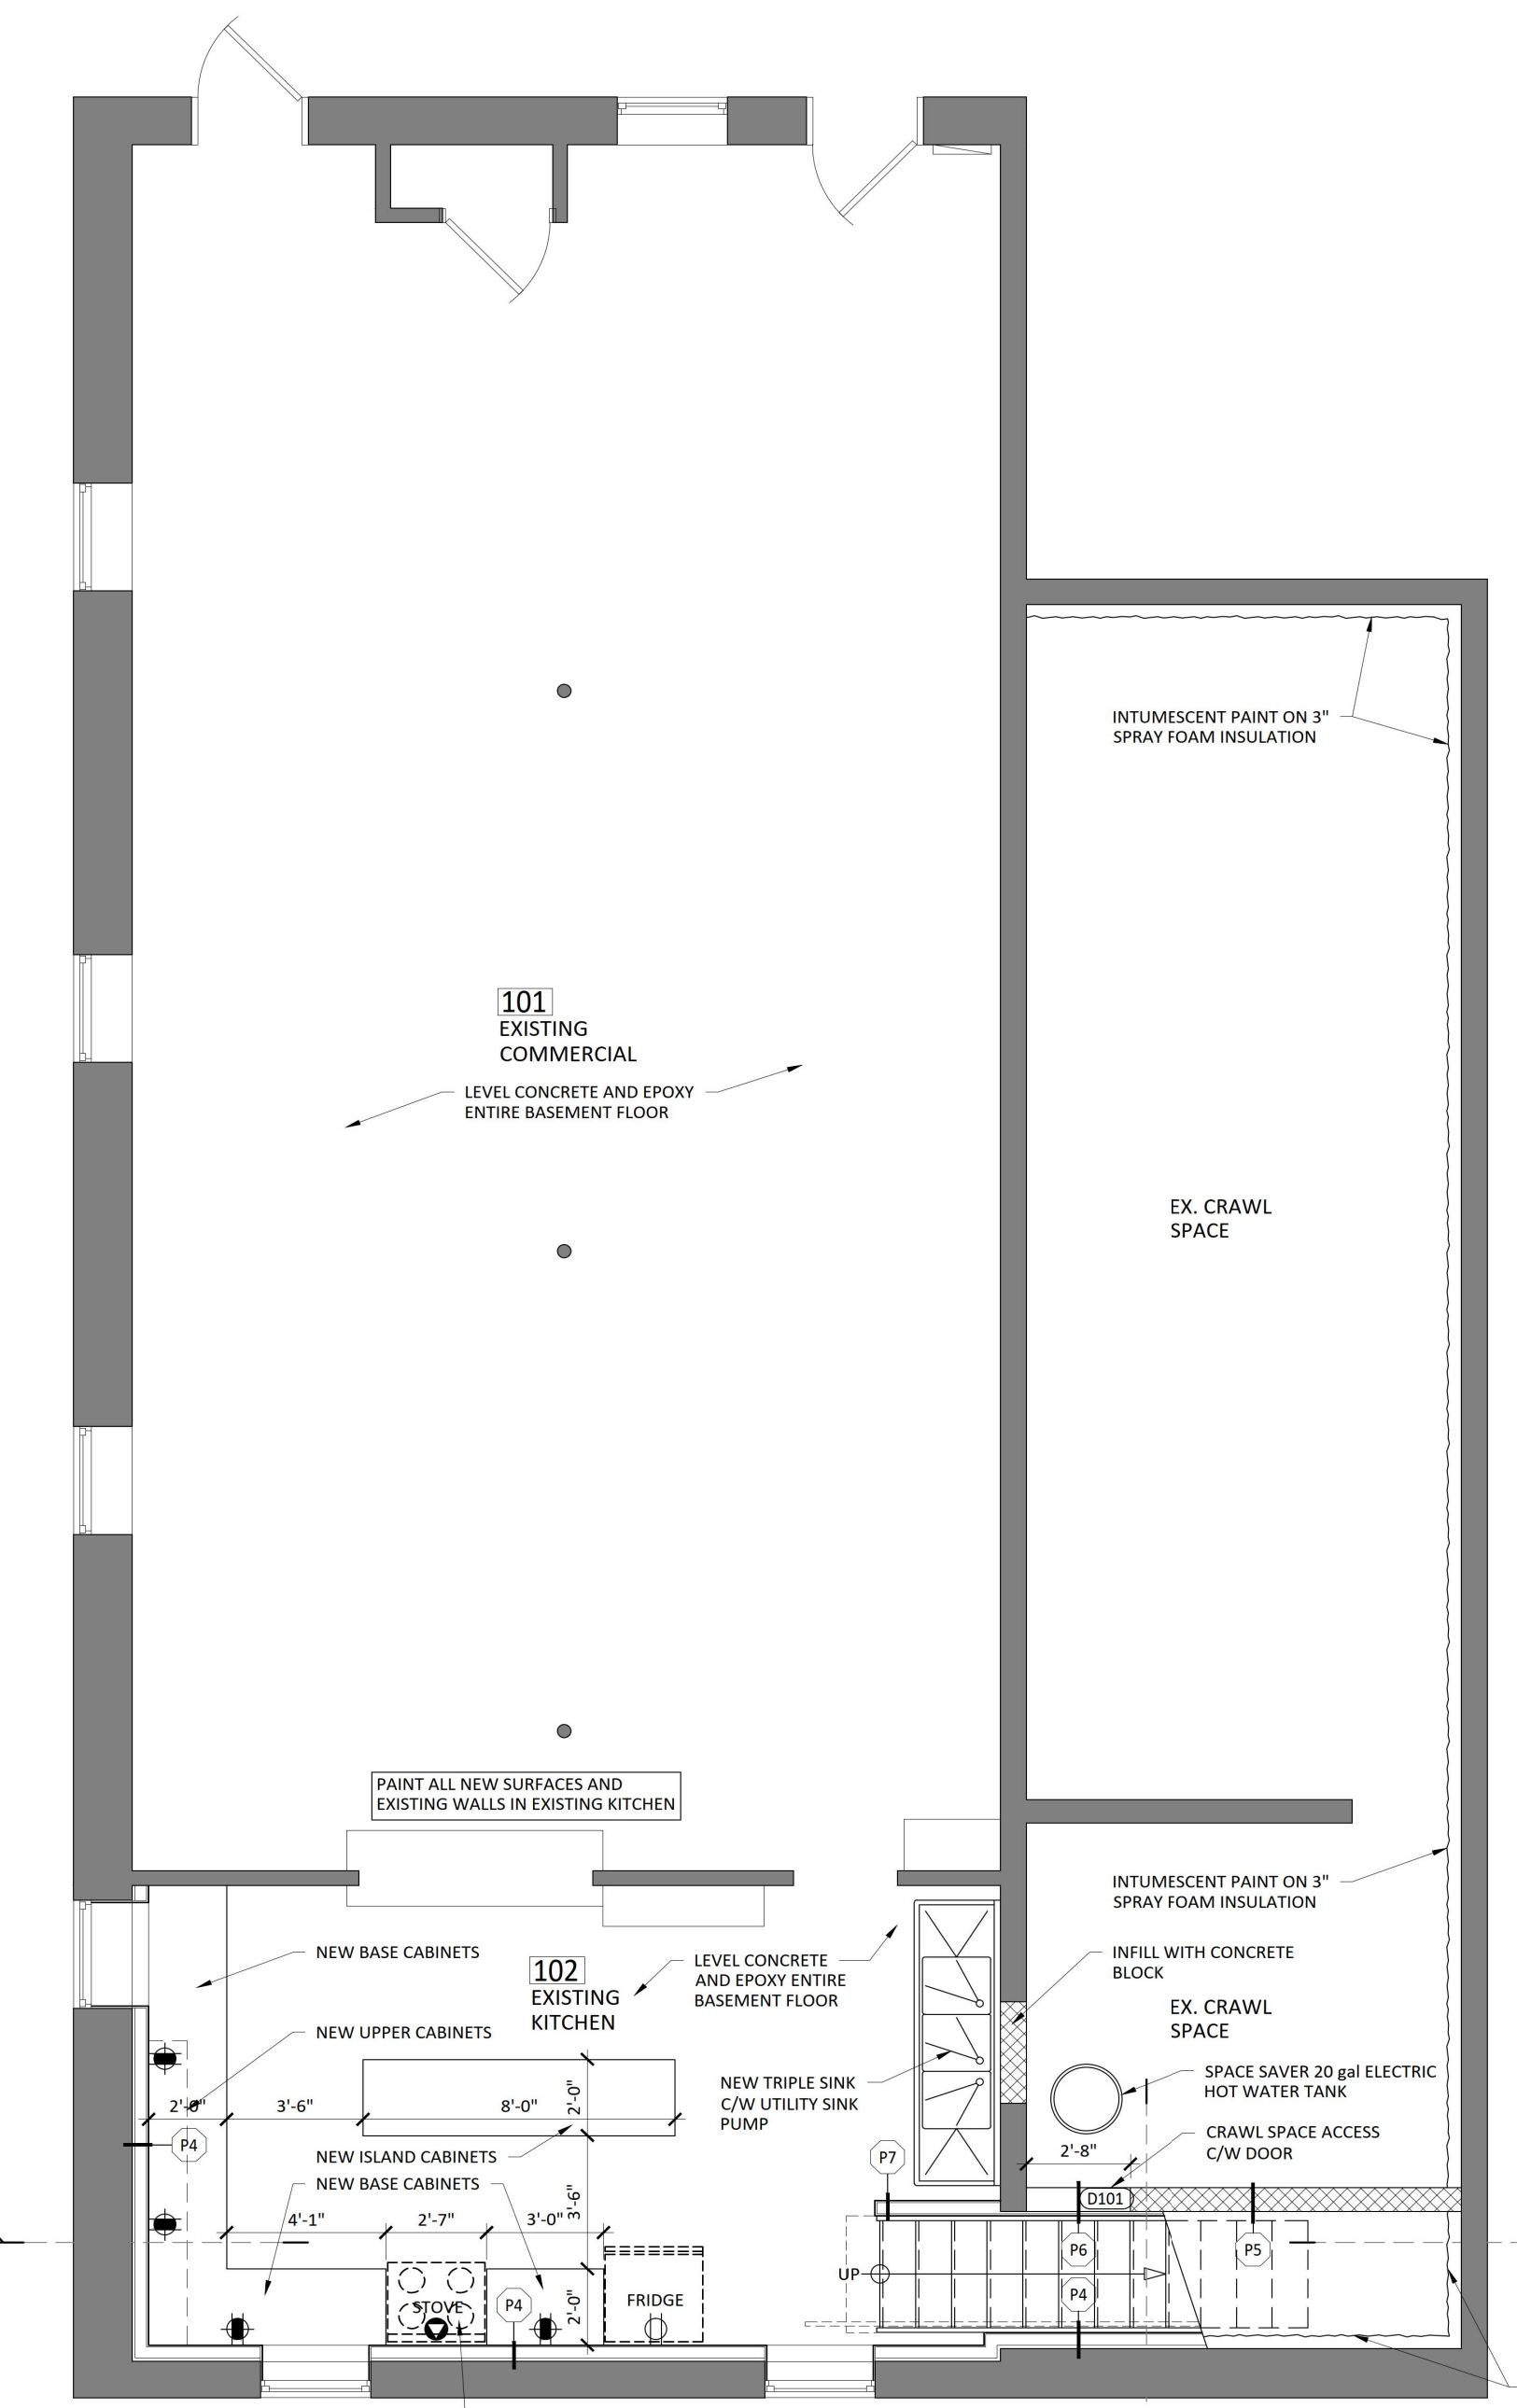 INTUMESCENT PAINT ON 3"
SPRAY FOAM INSULATION
101
EXISTING
COMMERCIAL
LEVEL CONCRETE AND EPOXY
ENTIRE BASEMENT FLOOR
EX. CRAWL
SPACE
PAINT ALL NEW SURFACES AND
EXISTING WALLS IN EXISTING KITCHEN
INTUMESCENT PAINT ON 3"
SPRAY FOAM INSULATION
NEW BASE CABINETS
102
EXISTING
KITCHEN
LEVEL CONCRETE
AND EPOXY ENTIRE
BASEMENT FLOOR
INFILL WITH CONCRETE
BLOCK
EX. CRAWL
SPACE
NEW UPPER CABINETS
NEW TRIPLE SINK
C/W UTILITY SINK
PUMP
SPACE SAVER 20 gal ELECTRIC
HOT WATER TANK
2'-0"
3'-6"
8'-0"
2'-0"
CRAWL SPACE ACCESS
C/W DOOR
P4
NEW ISLAND CABINETS
NEW BASE CABINETS
P7
2'-8"
D101
4'-1"
2'-7"
3'-0"
3'-6"
P6
P5
UP
P4
STOVE
P4
2'-0"
FRIDGE